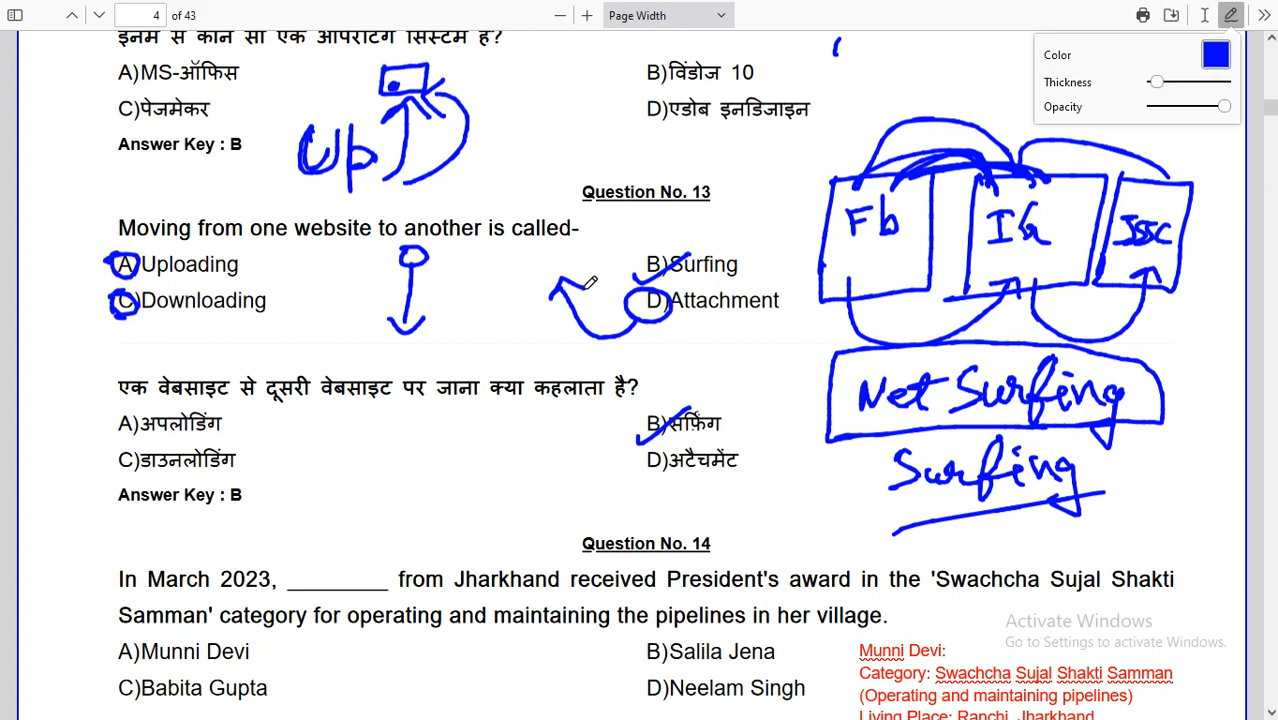 4 of 43
Page Width
Color
Thickness
Opacity
इनमें से कौन सा एक ऑपरेटिंग सिस्टम है?
A)MS-ऑफिस
B)विंडोज 10
C)पेजमेकर
D)एडोब इनडिजाइन
Answer Key : B
Up
Question No. 13
Moving from one website to another is called-
A)Uploading
B)Surfing
C)Downloading
D)Attachment
Fb
IG
एक वेबसाइट से दूसरी वेबसाइट पर जाना क्या कहलाता है?
A)अपलोडिंग
B)सर्फ़िंग
C)डाउनलोडिंग
D)अटैचमेंट
Answer Key : B
Net Surfing
Surfing
Question No. 14
In March 2023, ________ from Jharkhand received President's award in the 'Swachcha Sujal Shakti
Samman' category for operating and maintaining the pipelines in her village.
A)Munni Devi
B)Salila Jena
C)Babita Gupta
D)Neelam Singh
Activate Windows
Go to Settings to activate Windows.
Munni Devi:
Category: Swachcha Sujal Shakti Samman
(Operating and maintaining pipelines)
Living Place: Ranchi, Jharkhand